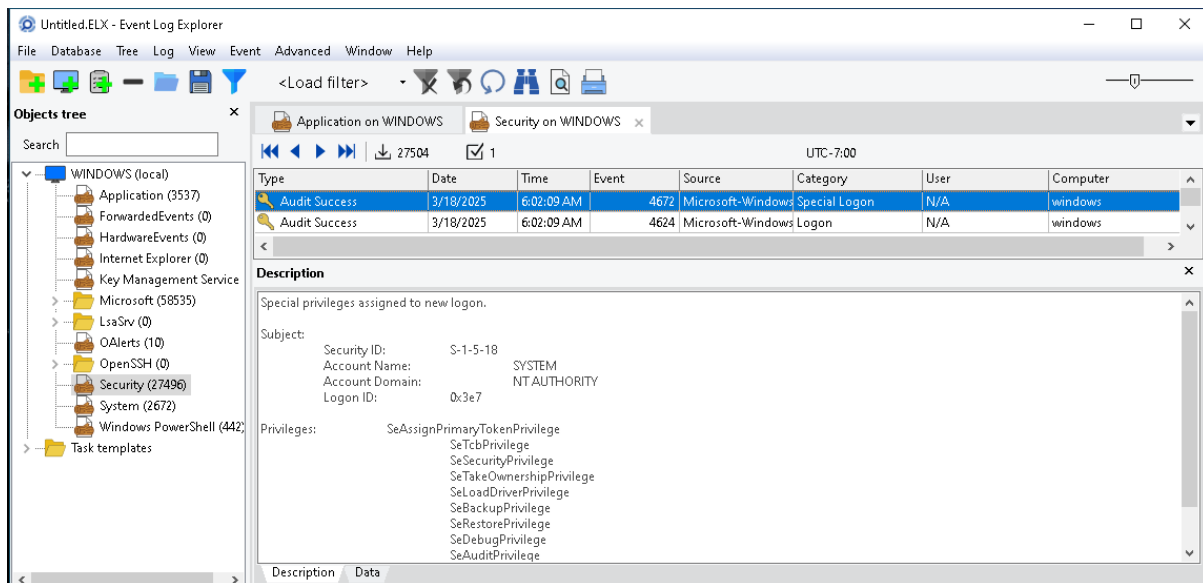 Untitled.ELX - Event Log Explorer
File Database Tree Log View Event Advanced Window Help
<Load filter>
Objects tree
Search
WINDOWS (local)
Application (3537)
ForwardedEvents (0)
HardwareEvents (0)
Internet Explorer (0)
Key Management Service
Microsoft (58535)
LsaSrv (0)
OAlerts (10)
OpenSSH (0)
Security (27496)
System (2672)
Windows PowerShell (442)
Task templates
Application on WINDOWS Security on WINDOWS
27504 1 UTC-7:00
Type Date Time Event Source Category User Computer
Audit Success 3/18/2025 6:02:09 AM 4672 Microsoft-Windows Special Logon N/A windows
Audit Success 3/18/2025 6:02:09 AM 4624 Microsoft-Windows Logon N/A windows
Description
Special privileges assigned to new logon.
Subject:
Security ID: S-1-5-18
Account Name: SYSTEM
Account Domain: NT AUTHORITY
Logon ID: 0x3e7
Privileges: SeAssignPrimaryTokenPrivilege
SeTcbPrivilege
SeSecurityPrivilege
SeTakeOwnershipPrivilege
SeLoadDriverPrivilege
SeBackupPrivilege
SeRestorePrivilege
SeDebugPrivilege
SeAuditPrivilege
Description Data